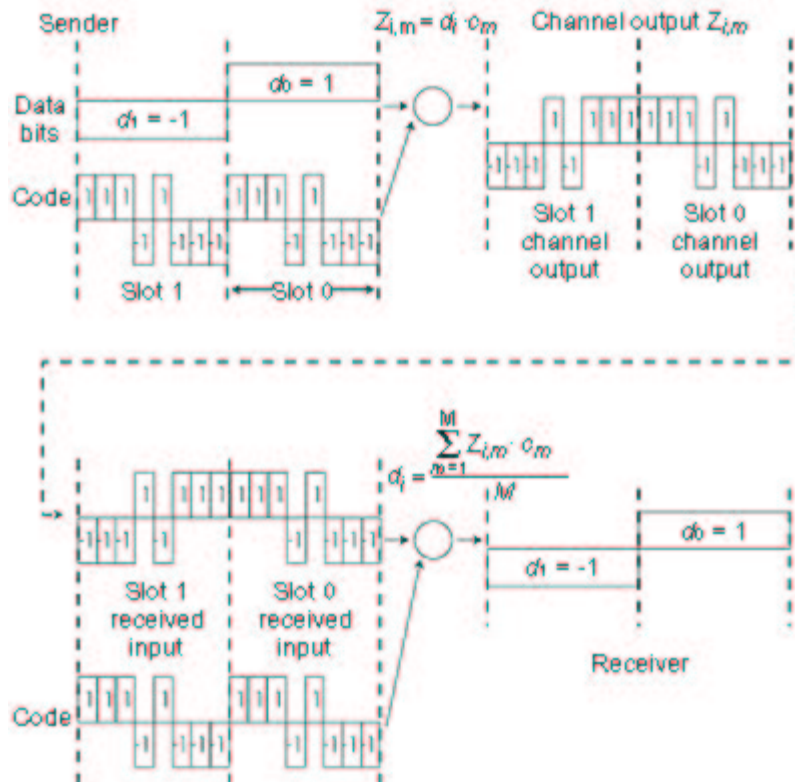 Sender
Z_{i,m} = d_i · c_m
Channel output Z_{i,m}
d_0 = 1
Data bits
d_1 = -1
1 1 1 -1 1 -1 -1 -1 1 1 1 -1 1 -1 -1 -1
Code
Slot 1
Slot 0
-1 -1 -1 1 -1 1 1 1 1 1 1 -1 1 -1 -1 -1
Slot 1 channel output
Slot 0 channel output
d_i = \frac{\sum_{m=1}^{M} Z_{i,m} · c_m}{M}
-1 -1 -1 1 -1 1 1 1 1 1 1 -1 1 -1 -1 -1
Slot 1 received input
Slot 0 received input
Code
1 1 1 -1 1 -1 -1 -1 1 1 1 -1 1 -1 -1 -1
d_0 = 1
d_1 = -1
Receiver